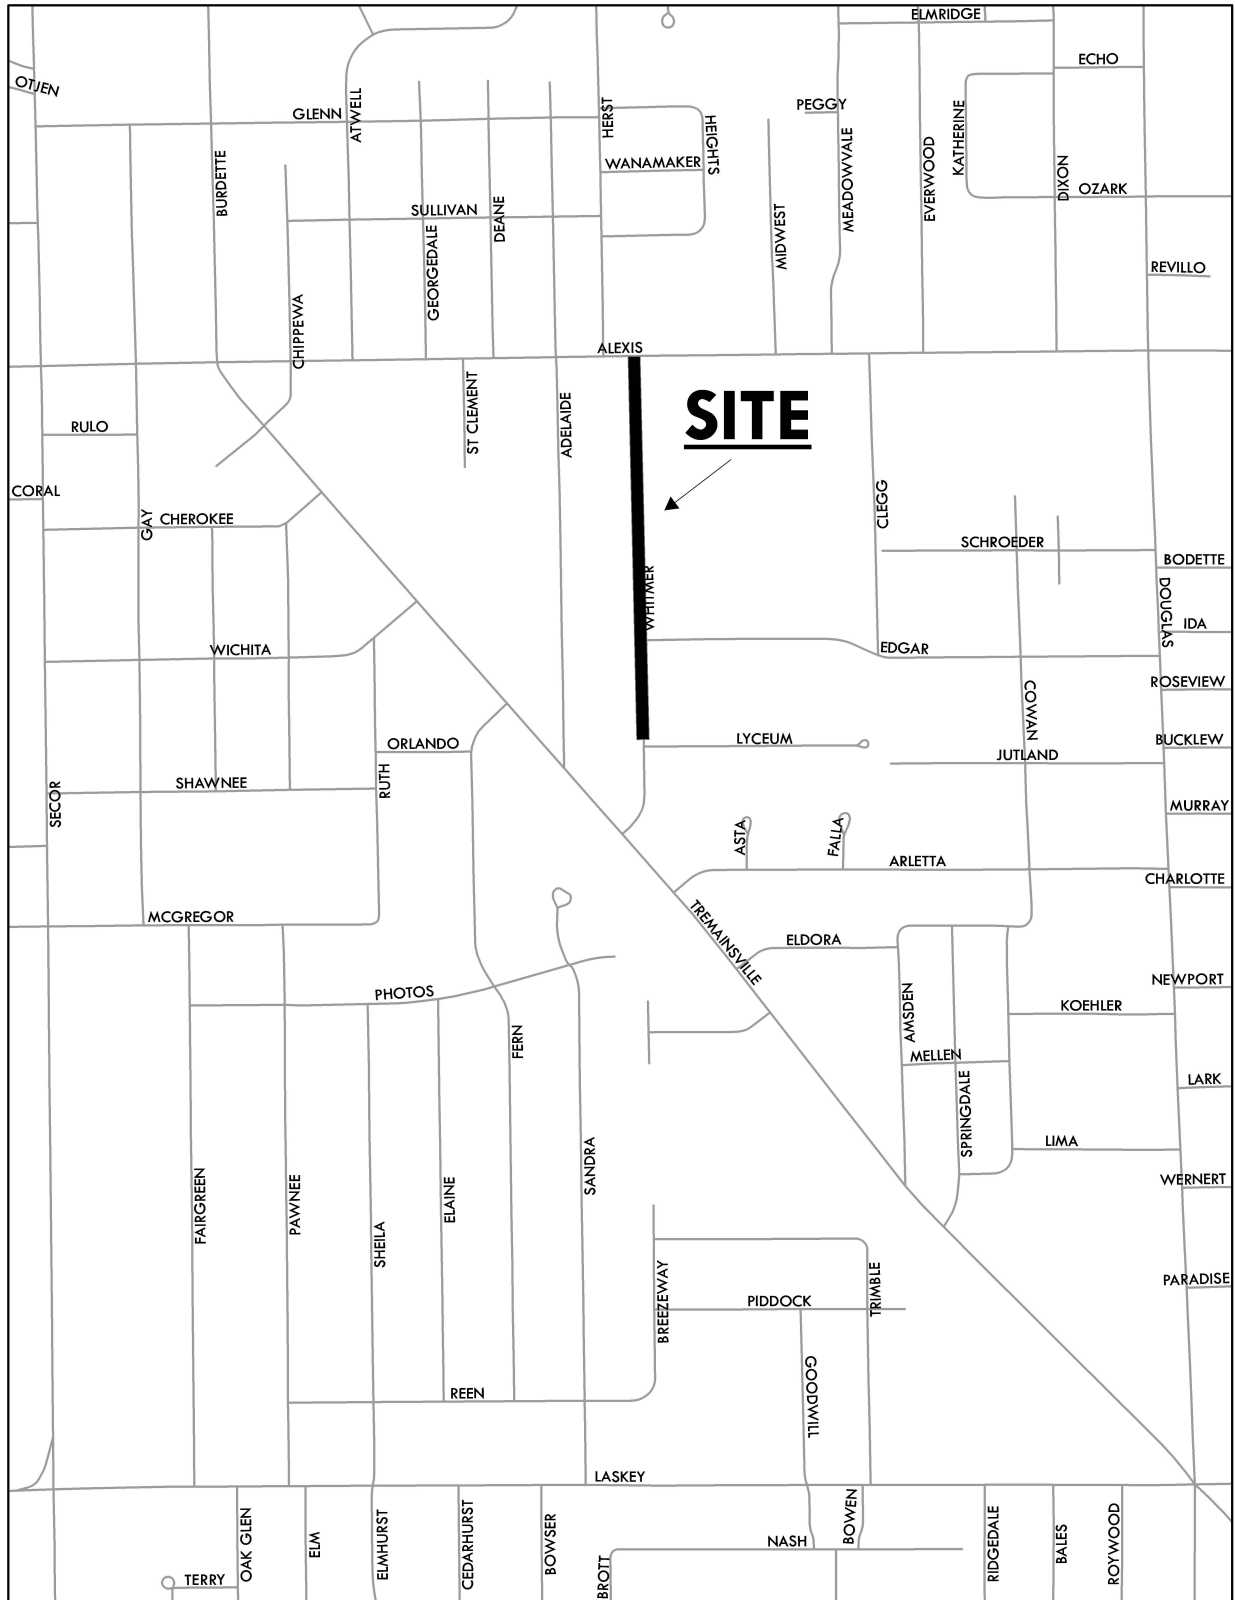 ELMRIDGE
ECHO
OTJEN
PEGGY
GLENN
ATWELL
HERST
HEIGHTS
KATHERINE
MEADOWVALE
EVERWOOD
WANAMAKER
BURDETTE
DIXON
OZARK
SULLIVAN
DEANE
GEORGEDALE
MIDWEST
REVILLO
CHIPPEWA
ALEXIS
ST CLEMENT
ADELAIDE
SITE
RULO
CORAL
GAY
CHEROKEE
CLEGG
SCHROEDER
BODETTE
WHITMER
DOUGLAS
IDA
WICHITA
EDGAR
ROSEVIEW
COWAN
ORLANDO
LYCEUM
BUCKLEW
JUTLAND
SHAWNEE
RUTH
SECOR
MURRAY
ASTA
FALLA
ARLETTA
CHARLOTTE
MCGREGOR
TREMAINSVILLE
ELDORA
NEWPORT
PHOTOS
AMSDEN
KOEHLER
FERN
MELLEN
LARK
SPRINGDALE
LIMA
SANDRA
WERNERT
FAIRGREEN
PAWNEE
ELAINE
SHEILA
BREEZEWAY
TRIMBLE
PARADISE
PIDDOCK
GOODWILL
REEN
LASKEY
OAK GLEN
ELM
ELMHURST
CEDARHURST
BOWSER
BROTT
NASH
BOWEN
RIDGEDALE
BALES
ROYWOOD
TERRY